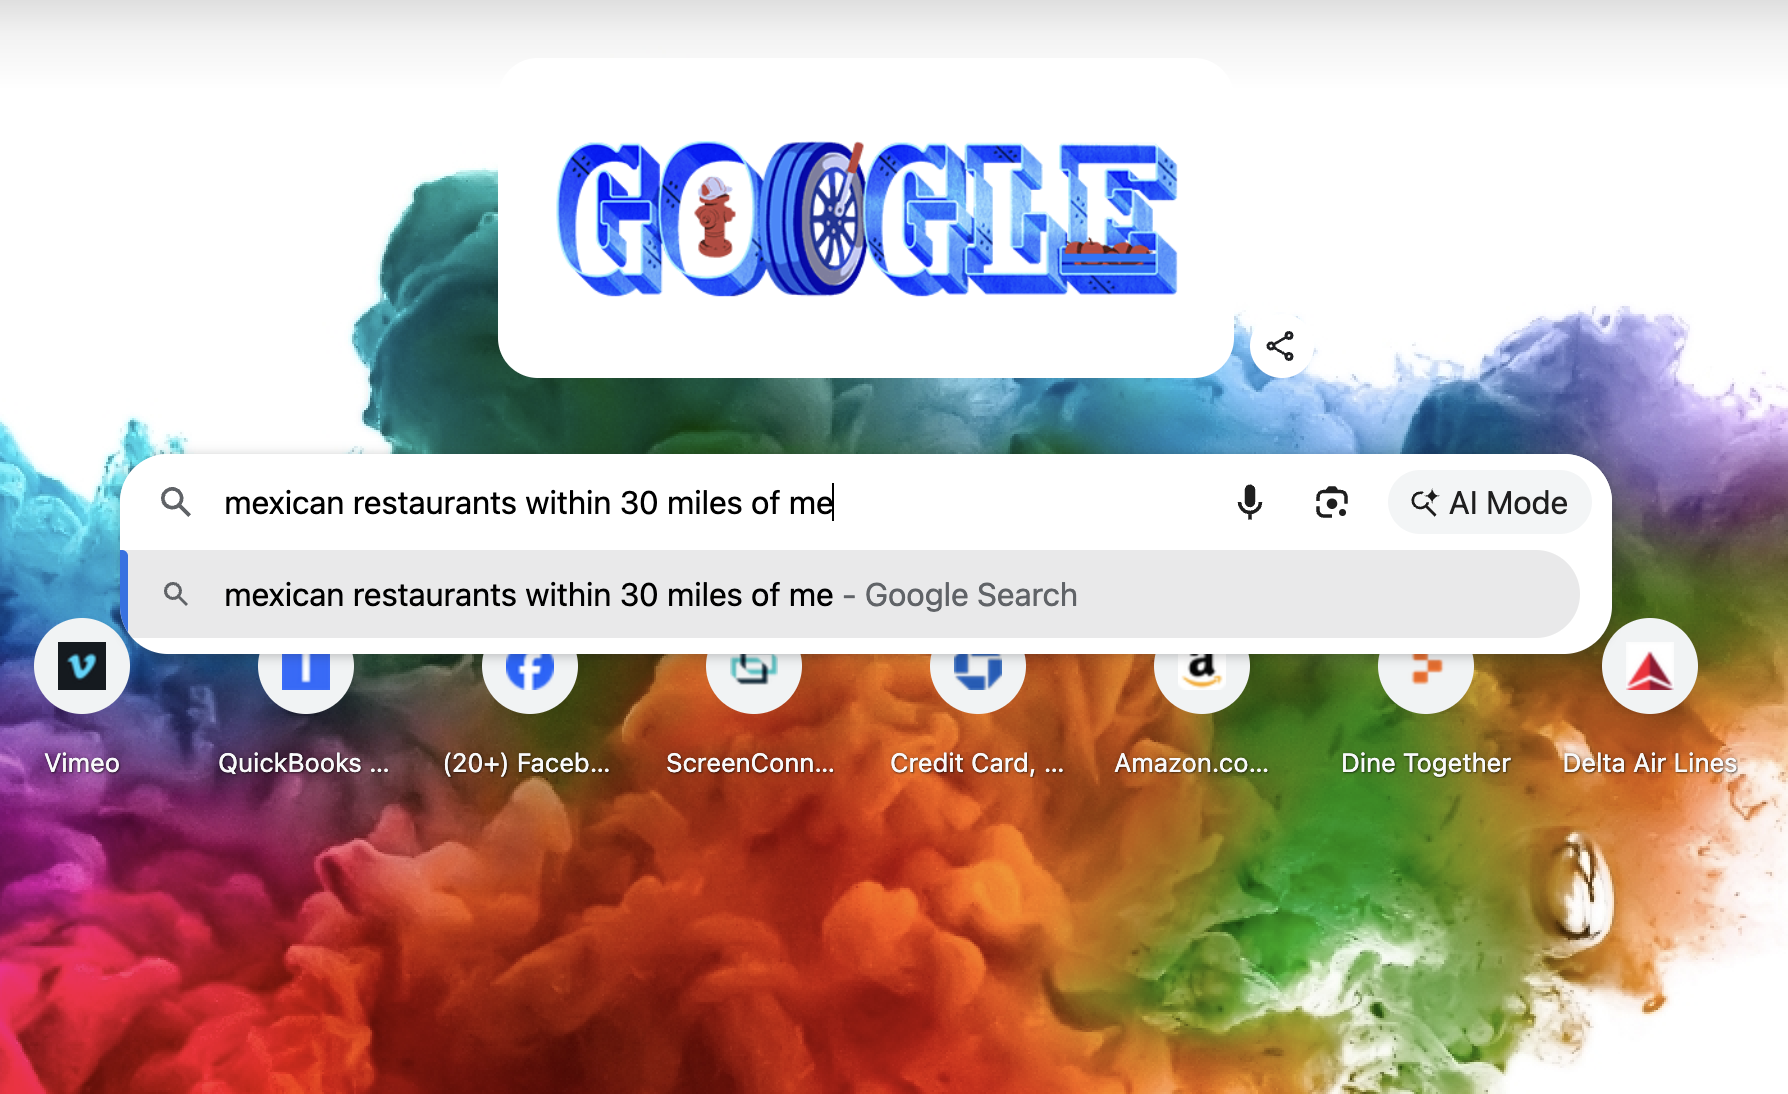 GOOGLE
mexican restaurants within 30 miles of me
AI Mode
mexican restaurants within 30 miles of me – Google Search
Vimeo
QuickBooks ...
(20+) Faceb...
ScreenConn...
Credit Card, ...
Amazon.co...
Dine Together
Delta Air Lines